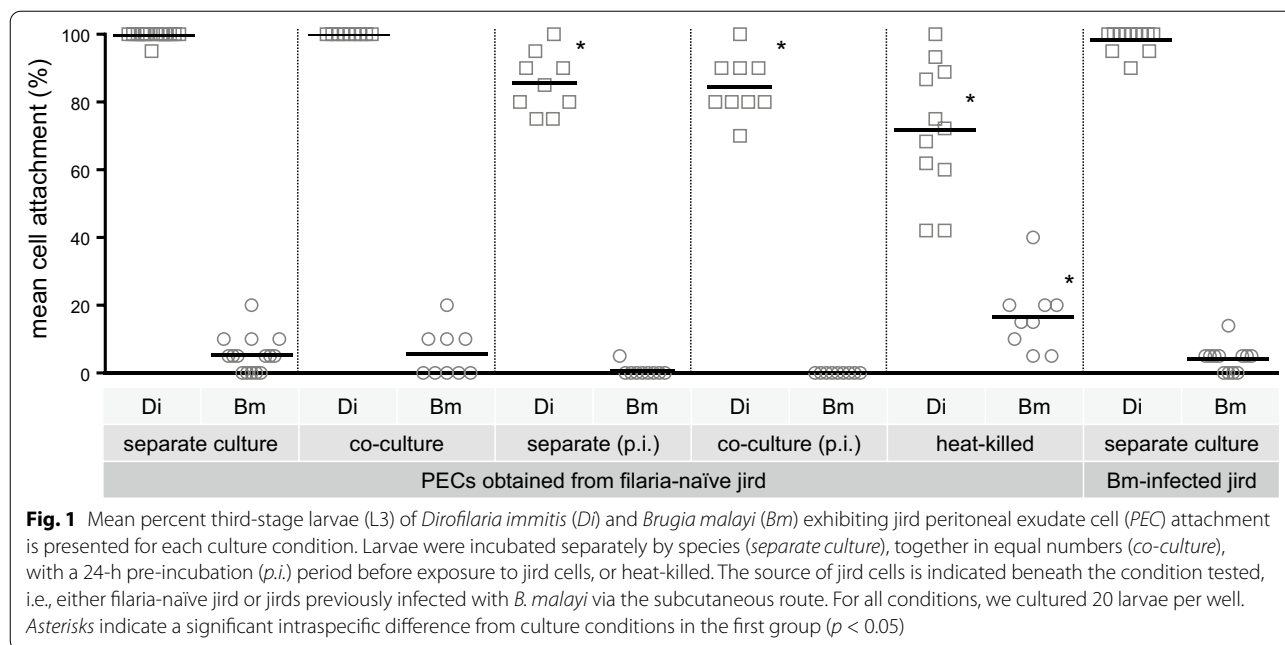 mean cell attachment (%)
100
80
60
40
20
0
*
*
*
*
Di Bm Di Bm Di Bm Di Bm Di Bm Di Bm
separate culture co-culture separate (p.i.) co-culture (p.i.) heat-killed separate culture
PECs obtained from filaria-naïve jird Bm-infected jird
Fig. 1 Mean percent third-stage larvae (L3) of Dirofilaria immitis (Di) and Brugia malayi (Bm) exhibiting jird peritoneal exudate cell (PEC) attachment
is presented for each culture condition. Larvae were incubated separately by species (separate culture), together in equal numbers (co-culture),
with a 24-h pre-incubation (p.i.) period before exposure to jird cells, or heat-killed. The source of jird cells is indicated beneath the condition tested,
i.e., either filaria-naïve jird or jirds previously infected with B. malayi via the subcutaneous route. For all conditions, we cultured 20 larvae per well.
Asterisks indicate a significant intraspecific difference from culture conditions in the first group (p < 0.05)